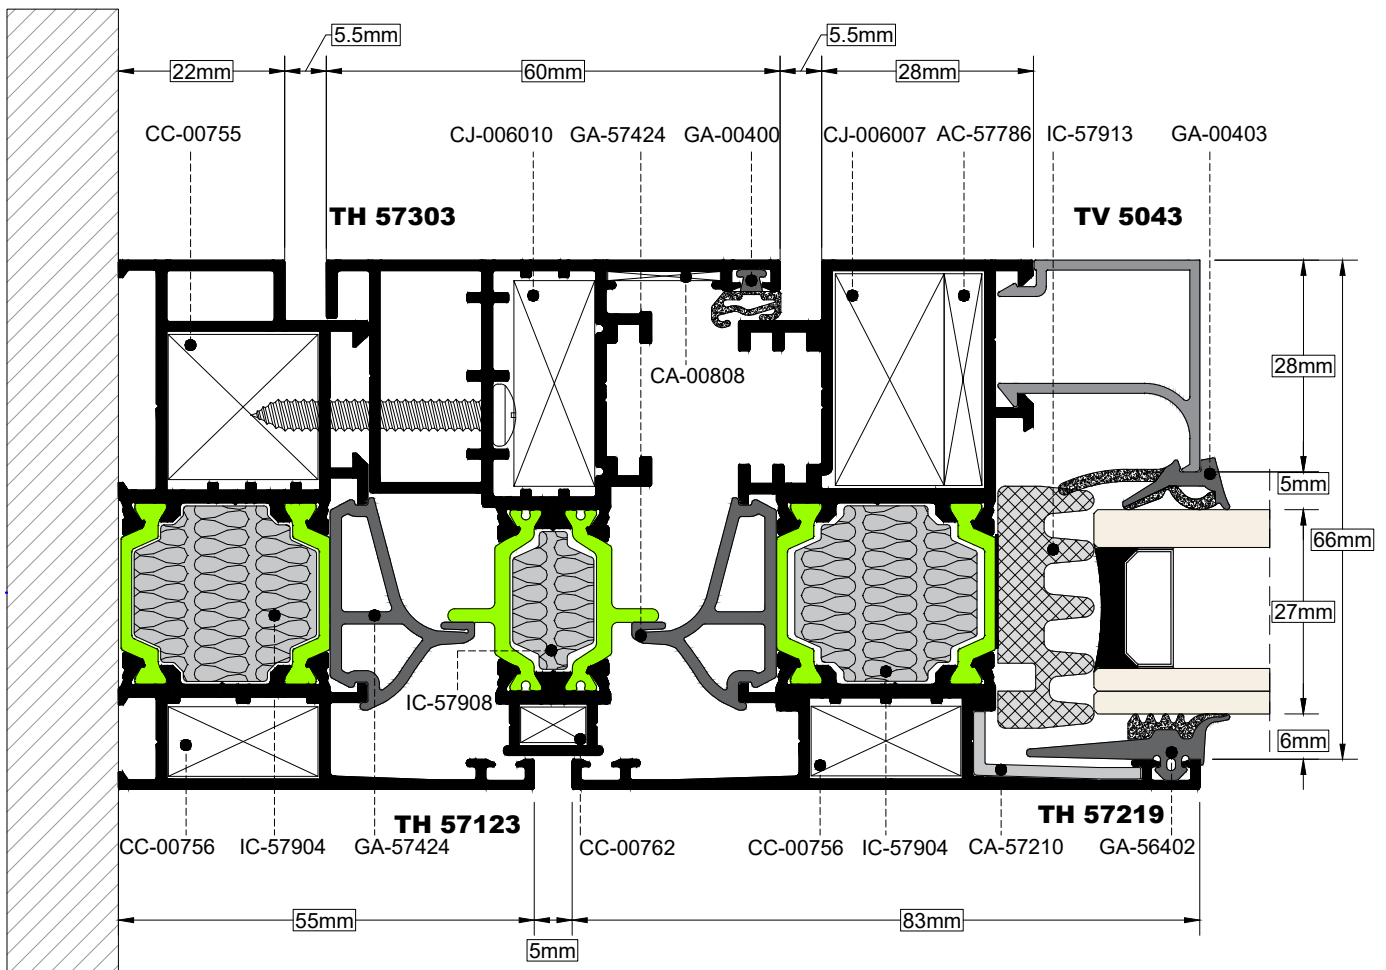 5.5mm 5.5mm
22mm 60mm 28mm
CC-00755 CJ-006010 GA-57424 GA-00400 CJ-006007 AC-57786 IC-57913 GA-00403
TH 57303 TV 5043
28mm
CA-00808
5mm
66mm
27mm
IC-57908
6mm
TH 57123 TH 57219
CC-00756 IC-57904 GA-57424 CC-00762 CC-00756 IC-57904 CA-57210 GA-56402
55mm 83mm
5mm